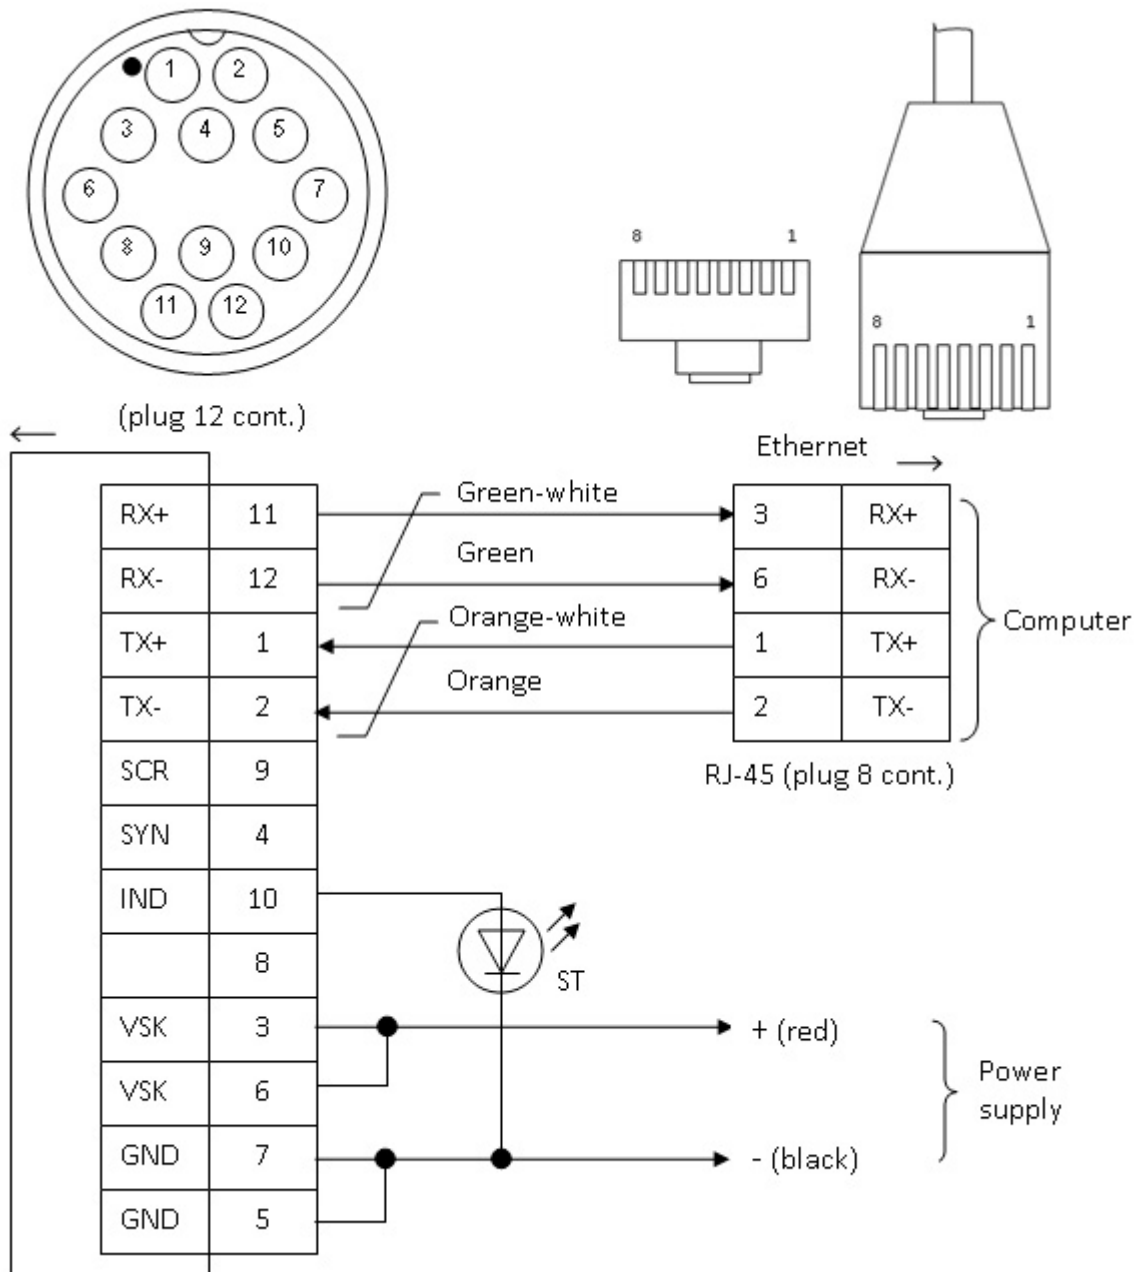 1 2
3 4 5
6 7
8 9 10
11 12
8 1
8 1
(plug 12 cont.)
Ethernet
RX+ 11 Green-white 3 RX+
RX- 12 Green 6 RX-
TX+ 1 Orange-white 1 TX+
Computer
TX- 2 Orange 2 TX-
SCR 9
RJ-45 (plug 8 cont.)
SYN 4
IND 10
8
ST
VSK 3 + (red)
VSK 6
Power
supply
GND 7 - (black)
GND 5